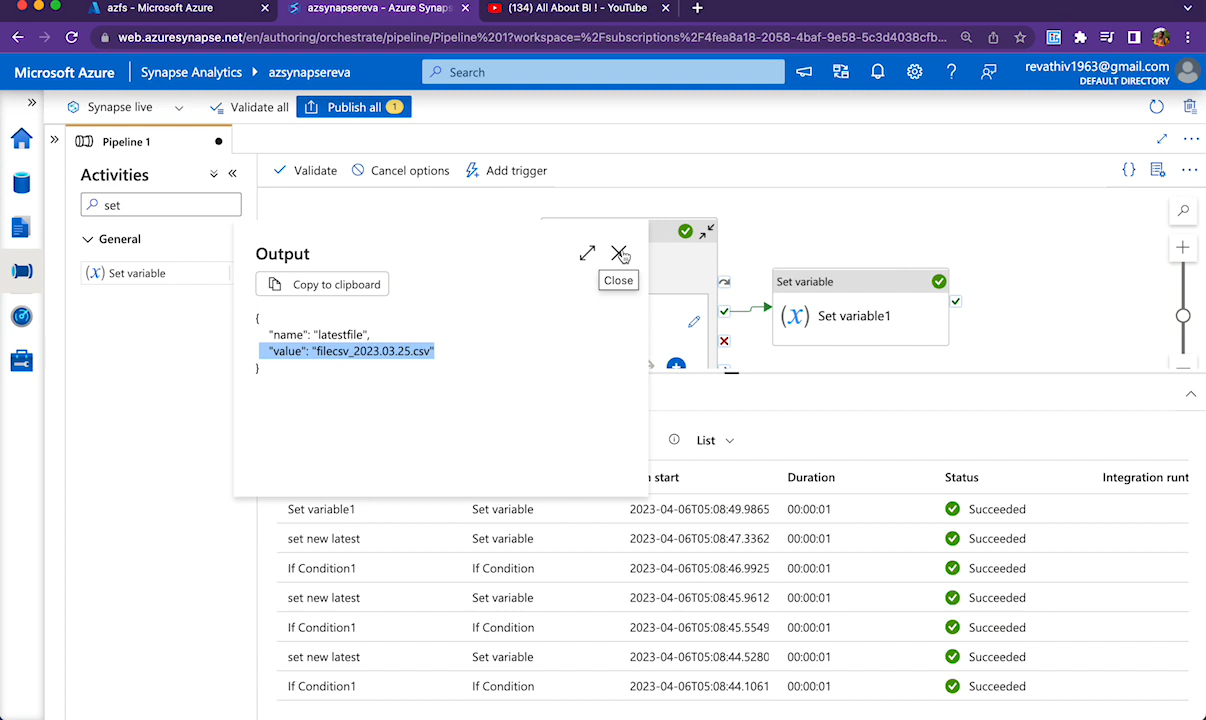 azfs - Microsoft Azure
azsynapsereva - Azure Synaps
(134) All About BI ! - YouTube
web.azuresynapse.net/en/authoring/orchestrate/pipeline/Pipeline%201?workspace=%2Fsubscriptions%2F4fea8a18-2058-4baf-9e58-5c3d4038cfb...
Microsoft Azure
Synapse Analytics
azsynapsereva
Search
revathiv1963@gmail.com
DEFAULT DIRECTORY
Synapse live
Validate all
Publish all 1
Pipeline 1
Activities
Validate
Cancel options
Add trigger
set
General
(x) Set variable
Output
Close
Copy to clipboard
{
"name": "latestfile",
"value": "filecsv_2023.03.25.csv"
}
Set variable
(x) Set variable1
List
n start
Duration
Status
Integration runt
Set variable1 Set variable 2023-04-06T05:08:49.9865 00:00:01 Succeeded
set new latest Set variable 2023-04-06T05:08:47.3362 00:00:01 Succeeded
If Condition1 If Condition 2023-04-06T05:08:46.9925 00:00:01 Succeeded
set new latest Set variable 2023-04-06T05:08:45.9612 00:00:01 Succeeded
If Condition1 If Condition 2023-04-06T05:08:45.5549 00:00:01 Succeeded
set new latest Set variable 2023-04-06T05:08:44.5280 00:00:01 Succeeded
If Condition1 If Condition 2023-04-06T05:08:44.1061 00:00:01 Succeeded